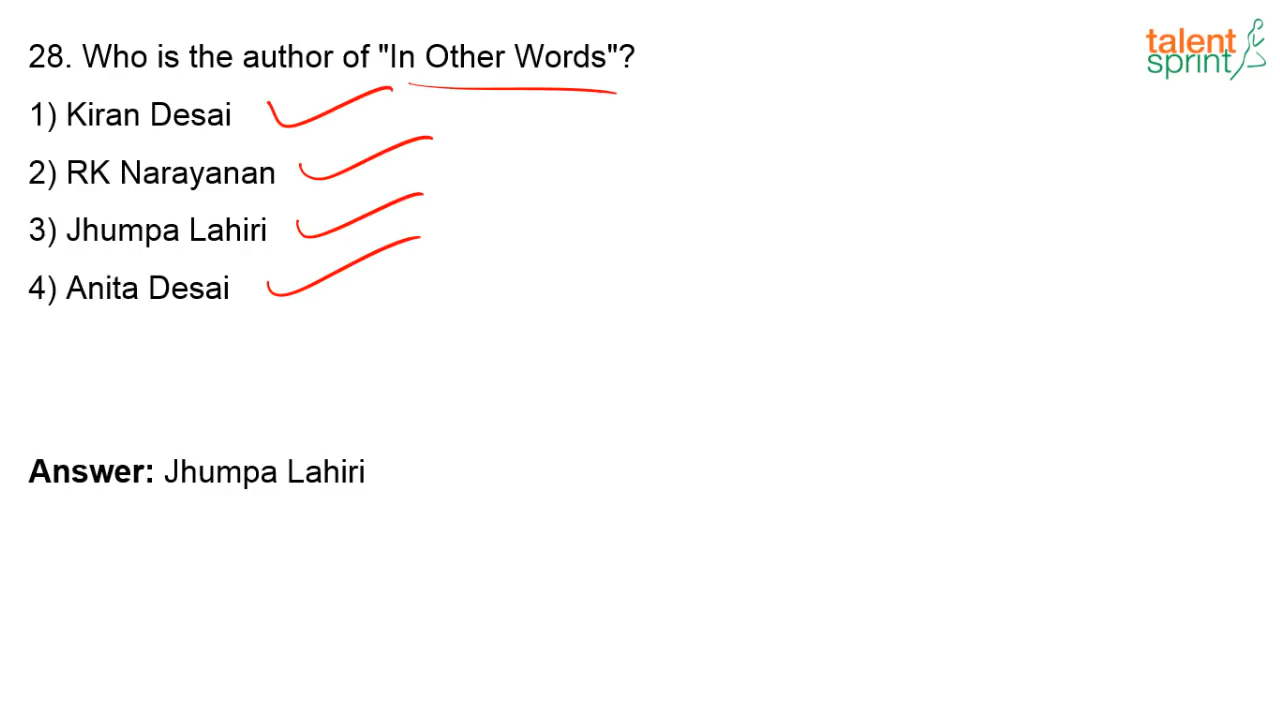 28. Who is the author of "In Other Words"?
talent
sprint
1) Kiran Desai
2) RK Narayanan
3) Jhumpa Lahiri
4) Anita Desai
Answer: Jhumpa Lahiri